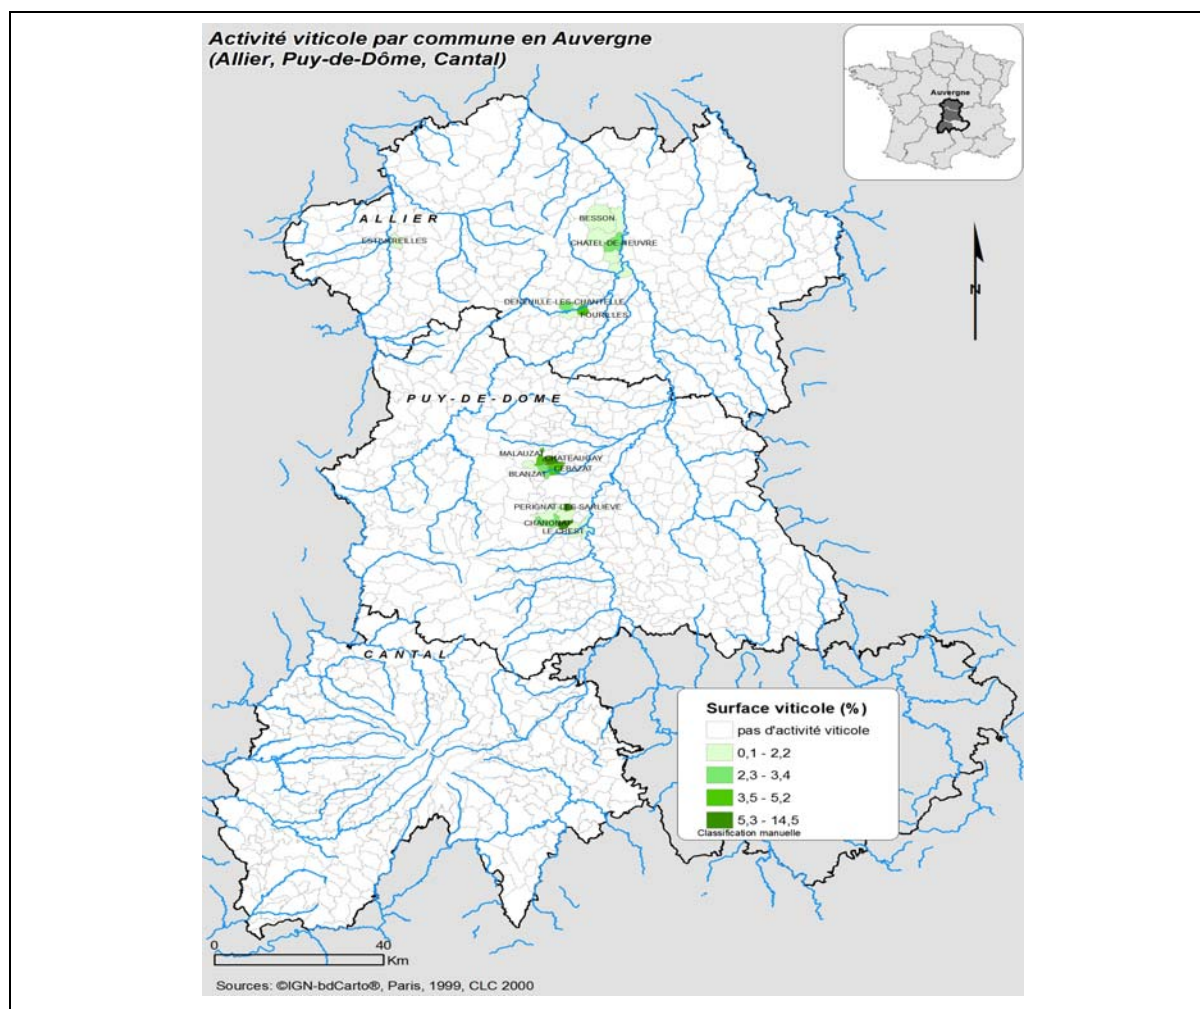 Activité viticole par commune en Auvergne
(Allier, Puy-de-Dôme, Cantal)
Auvergne
ALLIER
BESSON
ESTIVAREILLES
CHATEL-DE-NEUVRE
N
DENEUILLE-LES-CHANTELLE
FOURILLES
PUY-DE-DOME
MALAUZAT
CHATEAUGAY
CEBAZAT
BLANZAT
PERIGNAT-LES-SARLIEVE
CHANONAT
LE CREST
CANTAL
Surface viticole (%)
pas d'activité viticole
0,1 - 2,2
2,3 - 3,4
3,5 - 5,2
5,3 - 14,5
Classification manuelle
0 40
Km
Sources: ©IGN-bdCarto®, Paris, 1999, CLC 2000